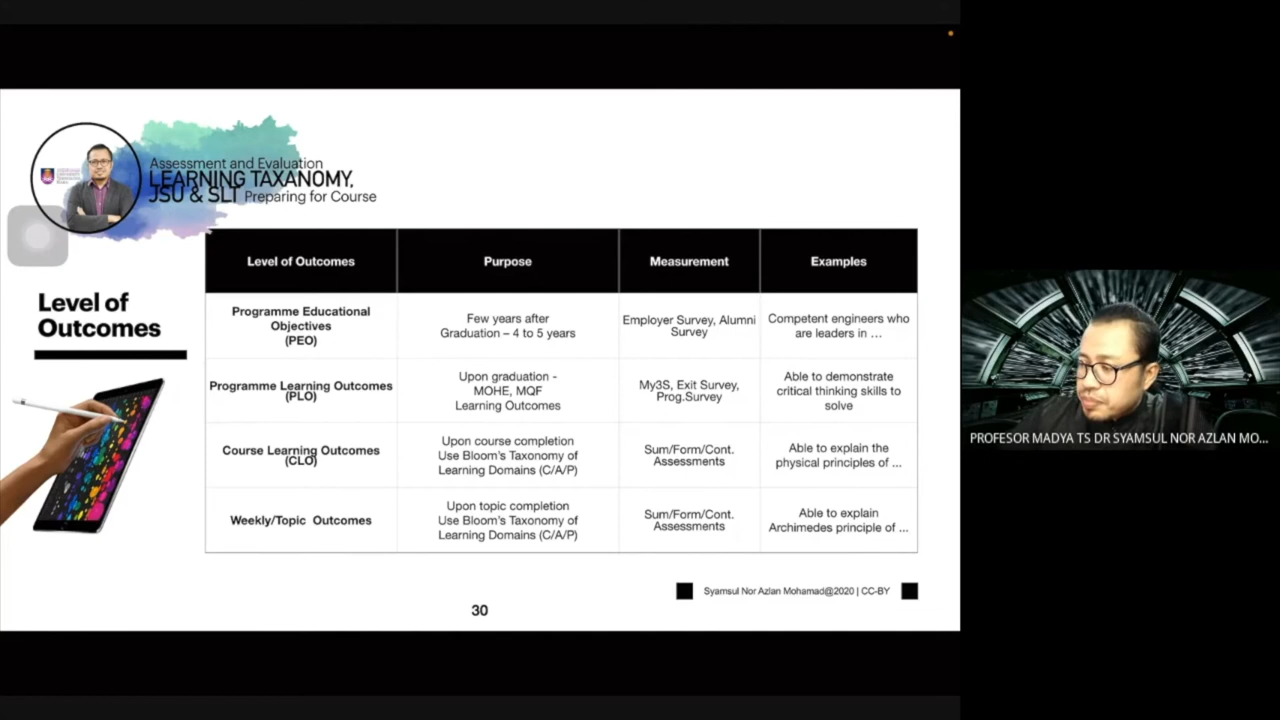 Assessment and Evaluation
LEARNING TAXANOMY,
JSU & SLT Preparing for Course
Level of
Outcomes
Level of Outcomes
Purpose
Measurement
Examples
Programme Educational
Objectives
(PEO)
Few years after
Graduation – 4 to 5 years
Employer Survey, Alumni
Survey
Competent engineers who
are leaders in ...
Programme Learning Outcomes
(PLO)
Upon graduation -
MOHE, MQF
Learning Outcomes
My3S, Exit Survey,
Prog.Survey
Able to demonstrate
critical thinking skills to
solve
Course Learning Outcomes
(CLO)
Upon course completion
Use Bloom's Taxonomy of
Learning Domains (C/A/P)
Sum/Form/Cont.
Assessments
Able to explain the
physical principles of ...
Weekly/Topic Outcomes
Upon topic completion
Use Bloom's Taxonomy of
Learning Domains (C/A/P)
Sum/Form/Cont.
Assessments
Able to explain
Archimedes principle of ...
Syamsul Nor Azlan Mohamad@2020 | CC-BY
30
PROFESOR MADYA TS DR SYAMSUL NOR AZLAN MO...